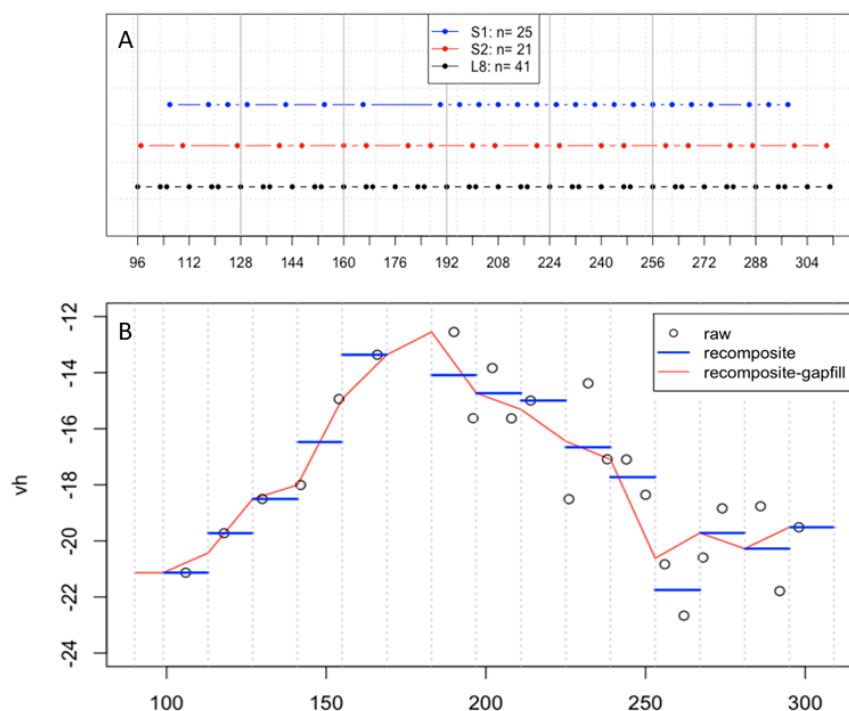 A
S1: n= 25
S2: n= 21
L8: n= 41
96 112 128 144 160 176 192 208 224 240 256 272 288 304
B
raw
recomposite
recomposite-gapfill
-12
-14
-16
-18
-20
-22
-24
vh
100 150 200 250 300